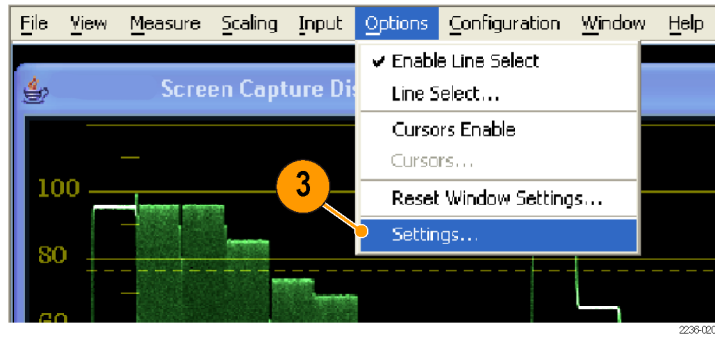 File View Measure Scaling Input Options Configuration Window Help
✔ Enable Line Select
Screen Capture Dis
Line Select...
Cursors Enable
Cursors...
100
3
Reset Window Settings...
Settings...
80
60
2236-020